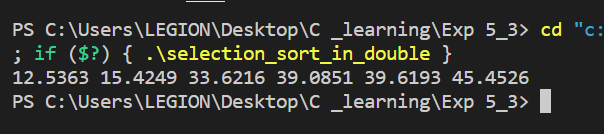 PS C:\Users\LEGION\Desktop\C _learning\Exp 5_3> cd "c:
; if ($?) { .\selection_sort_in_double }
12.5363 15.4249 33.6216 39.0851 39.6193 45.4526
PS C:\Users\LEGION\Desktop\C _learning\Exp 5_3>